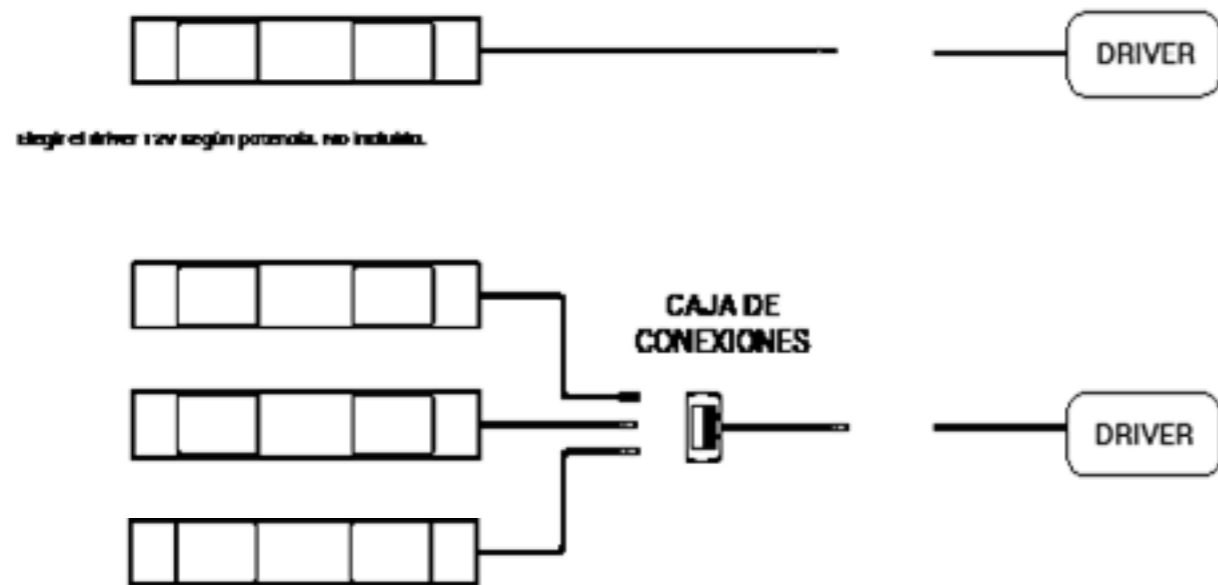 DRIVER
Elegir el driver 12V según potencia. No incluido.
CAJA DE
CONEXIONES
DRIVER